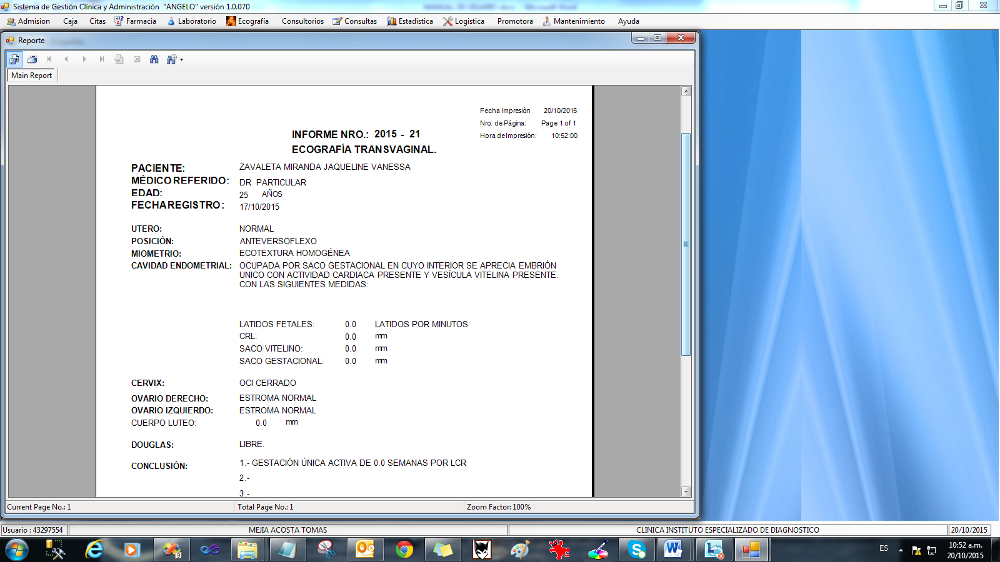 Sistema de Gestión Clínica y Administración "ANGELO" versión 1.0.070
Admision Caja Citas Farmacia Laboratorio Ecografía Consultorios Consultas Estadistica Logistica Promotora Mantenimiento Ayuda
Reporte
Main Report
Fecha Impresión 20/10/2015
Nro. de Página: Page 1 of 1
Hora de Impresión: 10:52:00
INFORME NRO.: 2015 - 21
ECOGRAFÍA TRANSVAGINAL.
PACIENTE: ZAVALETA MIRANDA JAQUELINE VANESSA
MÉDICO REFERIDO: DR. PARTICULAR
EDAD: 25 AÑOS
FECHA REGISTRO: 17/10/2015
UTERO: NORMAL
POSICIÓN: ANTEVERSOFLEXO
MIOMETRIO: ECOTEXTURA HOMOGÉNEA
CAVIDAD ENDOMETRIAL: OCUPADA POR SACO GESTACIONAL EN CUYO INTERIOR SE APRECIA EMBRIÓN
UNICO CON ACTIVIDAD CARDIACA PRESENTE Y VESÍCULA VITELINA PRESENTE.
CON LAS SIGUIENTES MEDIDAS:
LATIDOS FETALES: 0.0 LATIDOS POR MINUTOS
CRL: 0.0 mm
SACO VITELINO: 0.0 mm
SACO GESTACIONAL: 0.0 mm
CERVIX: OCI CERRADO
OVARIO DERECHO: ESTROMA NORMAL
OVARIO IZQUIERDO: ESTROMA NORMAL
CUERPO LUTEO: 0.0 mm
DOUGLAS: LIBRE.
CONCLUSIÓN: 1.- GESTACIÓN ÚNICA ACTIVA DE 0.0 SEMANAS POR LCR
2.-
3.-
Current Page No.: 1 Total Page No.: 1 Zoom Factor: 100%
Usuario : 43297554 MEJIA ACOSTA TOMAS CLINICA INSTITUTO ESPECIALIZADO DE DIAGNOSTICO 20/10/2015
9
ES 10:52 a.m.
20/10/2015